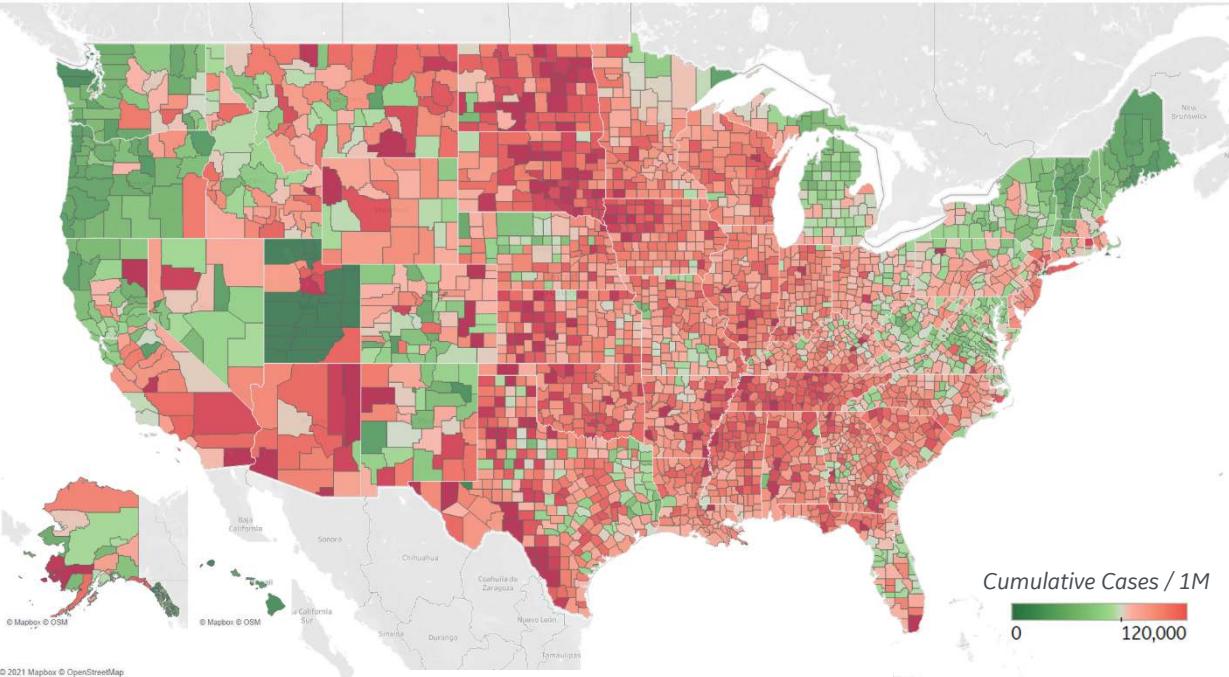 New
Brunswick
Baja
California
Sonora
Chihuahua
Coahuila de
Zaragoza
a California
Sur
Sinaloa
Durango
Nuevo León
Tamaulipas
Cumulative Cases / 1M
0
120,000
© Mapbox © OSM
© Mapbox © OSM
© 2021 Mapbox © OpenStreetMap